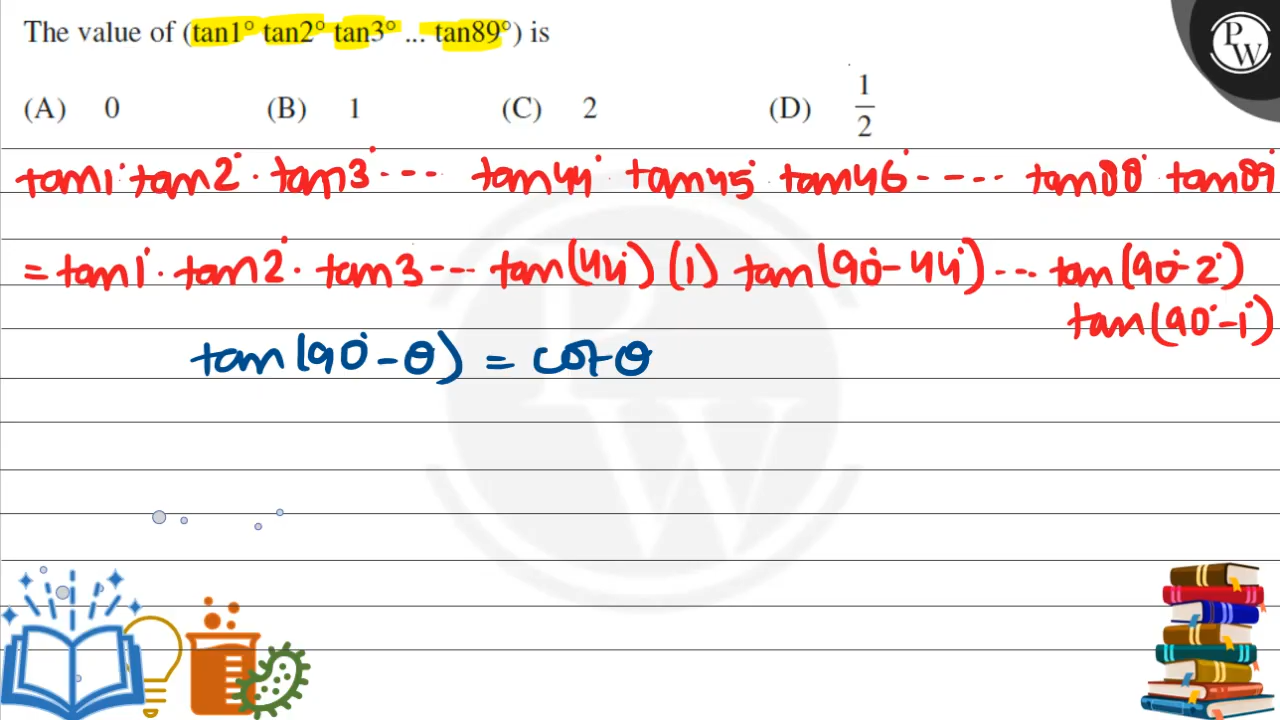 The value of (tan1° tan2° tan3° ... tan89°) is
(A) 0 (B) 1 (C) 2 (D) 1/2
tan1° tan2° · tan3° ---- tan44° · tan45° · tan46° ----- tan88° tan89°
= tan1° · tan2° · tan3 --- tan(44°) (1) tan(90°-44°) --- tan(90°-2°)
tan(90°-1°)
tan(90°-θ) = cotθ
PW
PW